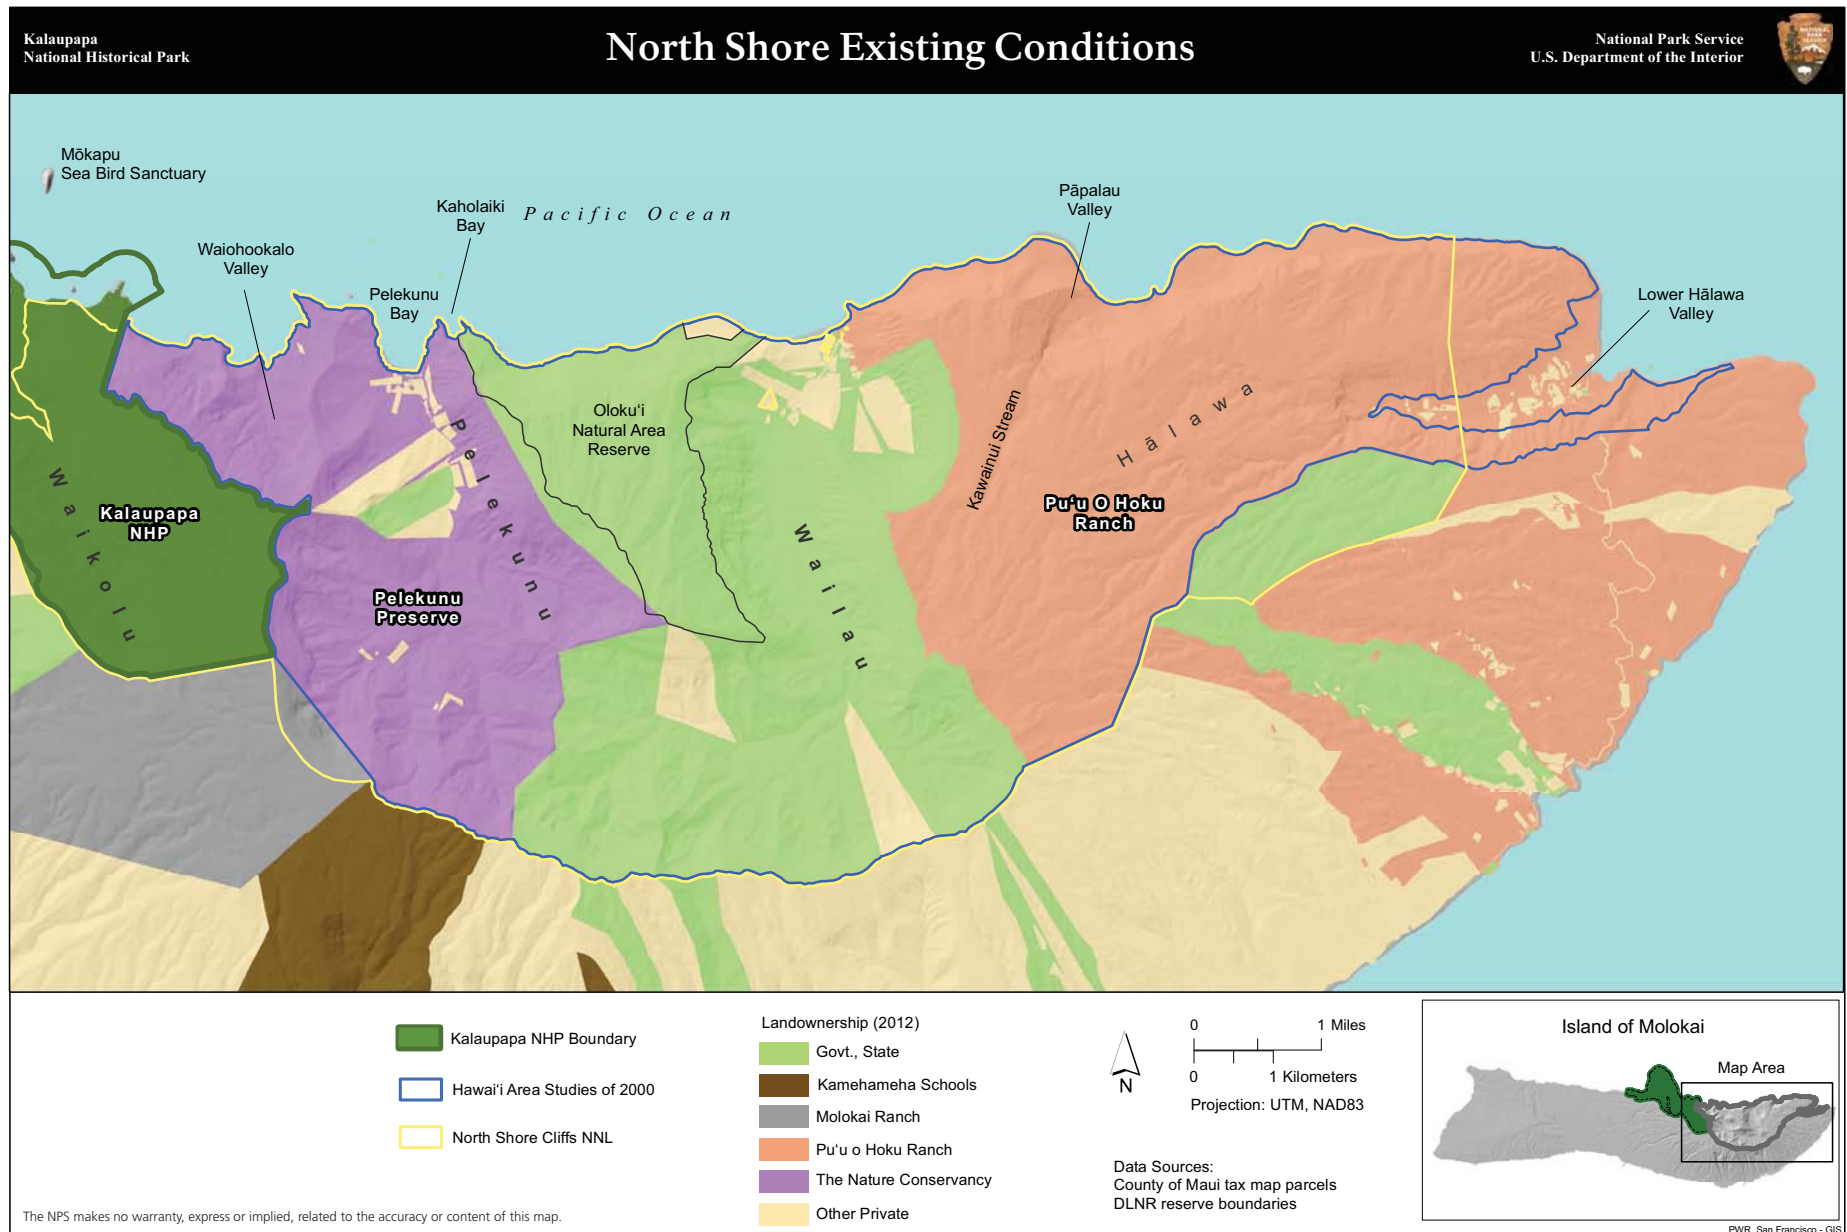 Kalaupapa
National Historical Park
North Shore Existing Conditions
National Park Service
U.S. Department of the Interior
NATIONAL
PARK
SERVICE
Mōkapu
Sea Bird Sanctuary
Waiohookalo
Valley
Pelekunu
Bay
Kaholaiki
Bay
Pacific Ocean
Pāpalau
Valley
Lower Hālawa
Valley
Olokuʻi
Natural Area
Reserve
Pelekunu
Waikolu
Kalaupapa
NHP
Pelekunu
Preserve
Wailau
Kawainui Stream
Hālawa
Puʻu O Hoku
Ranch
Kalaupapa NHP Boundary
Hawaiʻi Area Studies of 2000
North Shore Cliffs NNL
Landownership (2012)
Govt., State
Kamehameha Schools
Molokai Ranch
Puʻu o Hoku Ranch
The Nature Conservancy
Other Private
N
0 1 Miles
0 1 Kilometers
Projection: UTM, NAD83
Data Sources:
County of Maui tax map parcels
DLNR reserve boundaries
Island of Molokai
Map Area
The NPS makes no warranty, express or implied, related to the accuracy or content of this map.
PWR, San Francisco - GIS